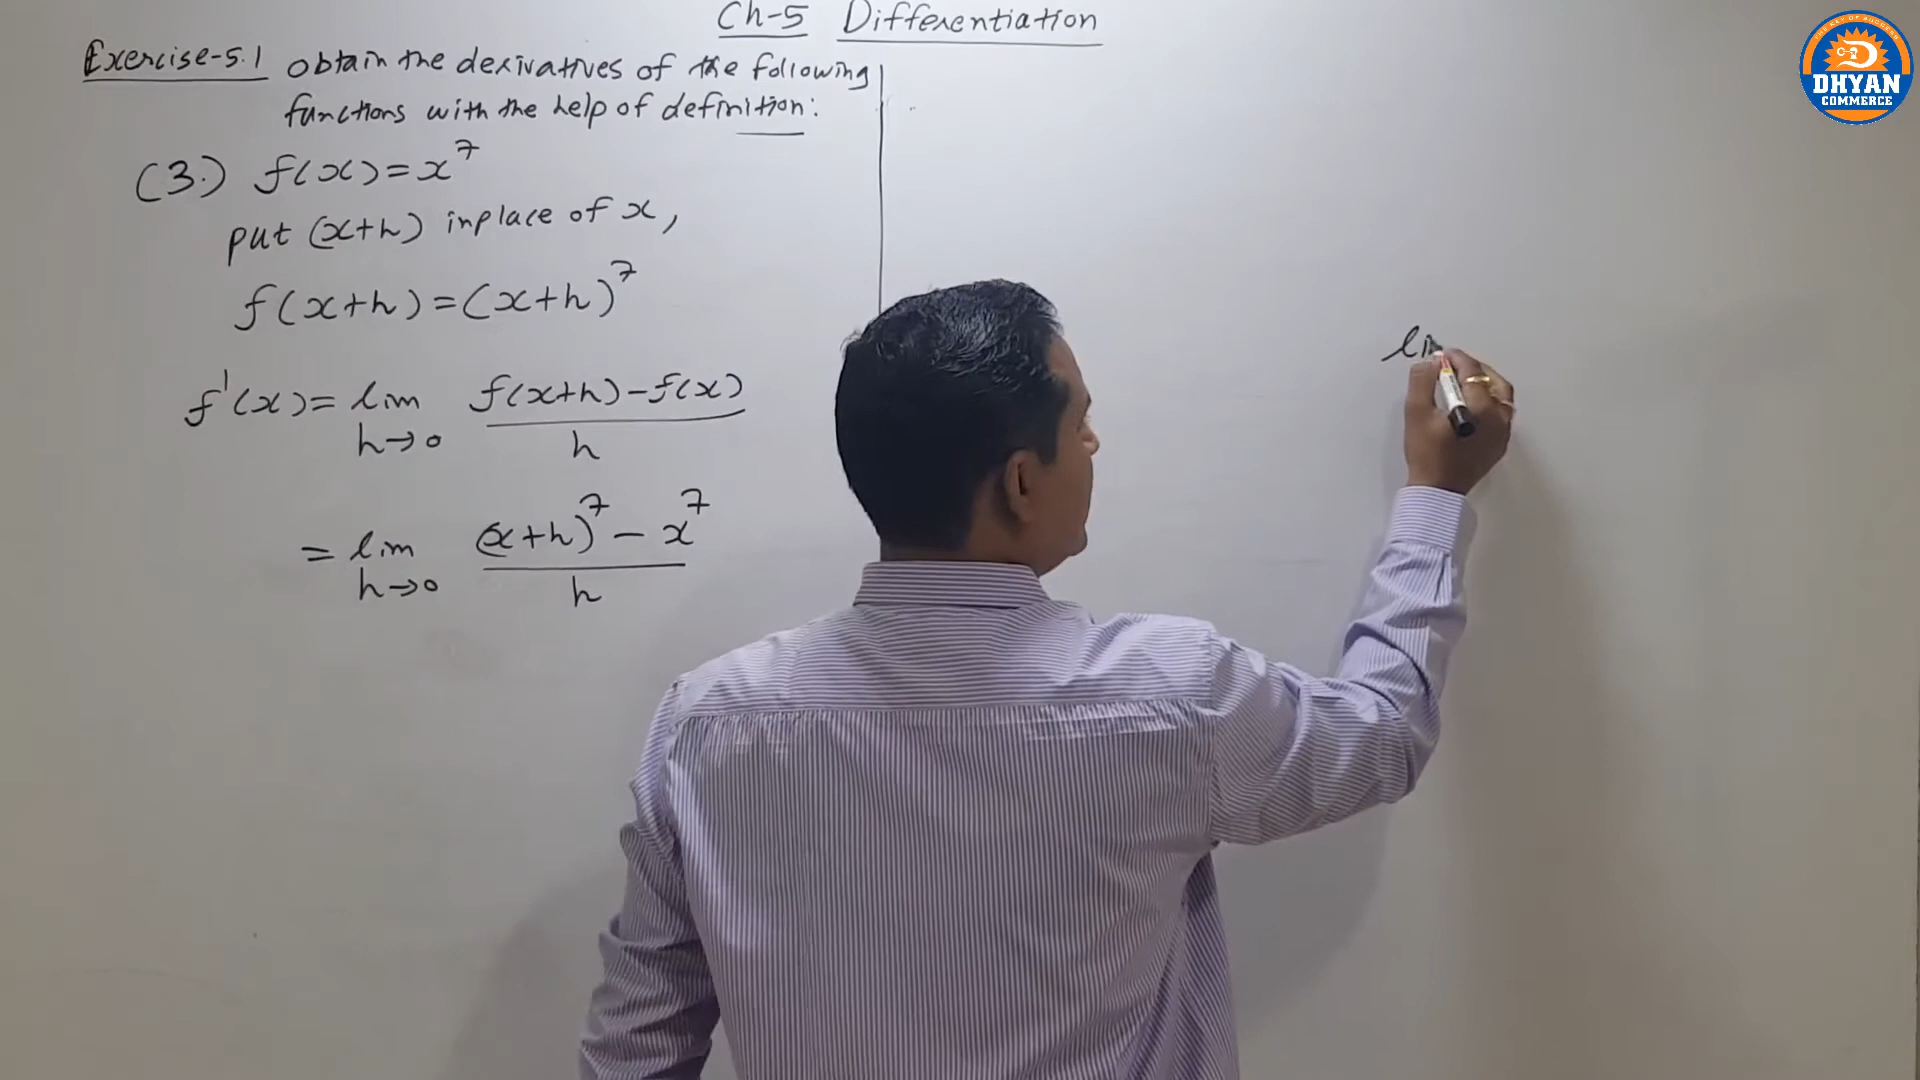 Ch-5 Differentiation
Exercise-5.1 obtain the derivatives of the following
functions with the help of definition:
(3.) f(x)=x⁷
put (x+h) inplace of x,
f(x+h)=(x+h)⁷
f'(x)= lim f(x+h)-f(x)
h→0 h
= lim (x+h)⁷ - x⁷
h→0 h
DHYAN
COMMERCE